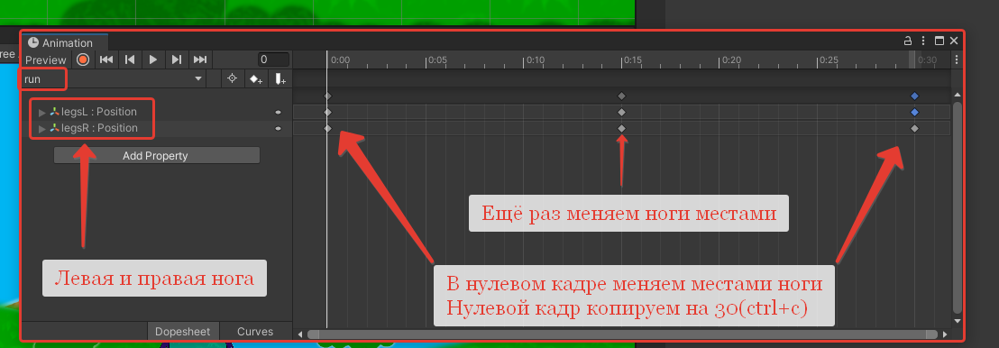 Animation
ree
Preview
0
0:00
0:05
0:10
0:15
0:20
0:25
0:30
run
legsL : Position
legsR : Position
Add Property
Ещё раз меняем ноги местами
Левая и правая нога
В нулевом кадре меняем местами ноги
Нулевой кадр копируем на 30(ctrl+c)
Dopesheet
Curves